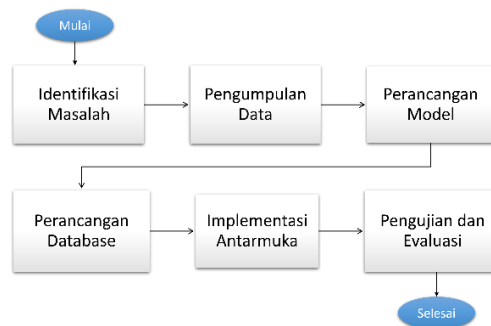 Mulai
Identifikasi
Masalah
Pengumpulan
Data
Perancangan
Model
Perancangan
Database
Implementasi
Antarmuka
Pengujian dan
Evaluasi
Selesai